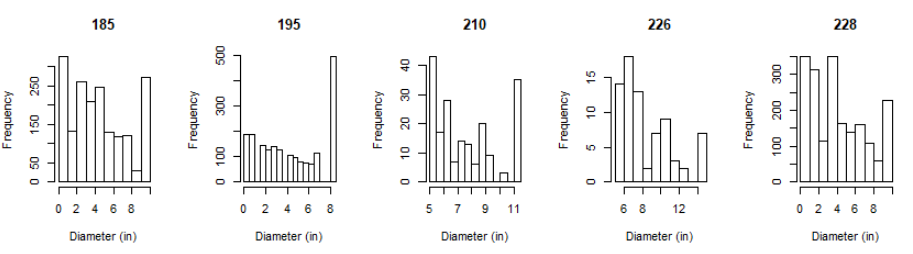 185
Frequency
50
150
250
0 2 4 6 8
Diameter (in)
195
Frequency
0
100
300
500
0 2 4 6 8
Diameter (in)
210
Frequency
0
10
20
30
40
5 7 9 11
Diameter (in)
226
Frequency
0
5
10
15
6 8 12
Diameter (in)
228
Frequency
0
100
200
300
0 2 4 6 8
Diameter (in)